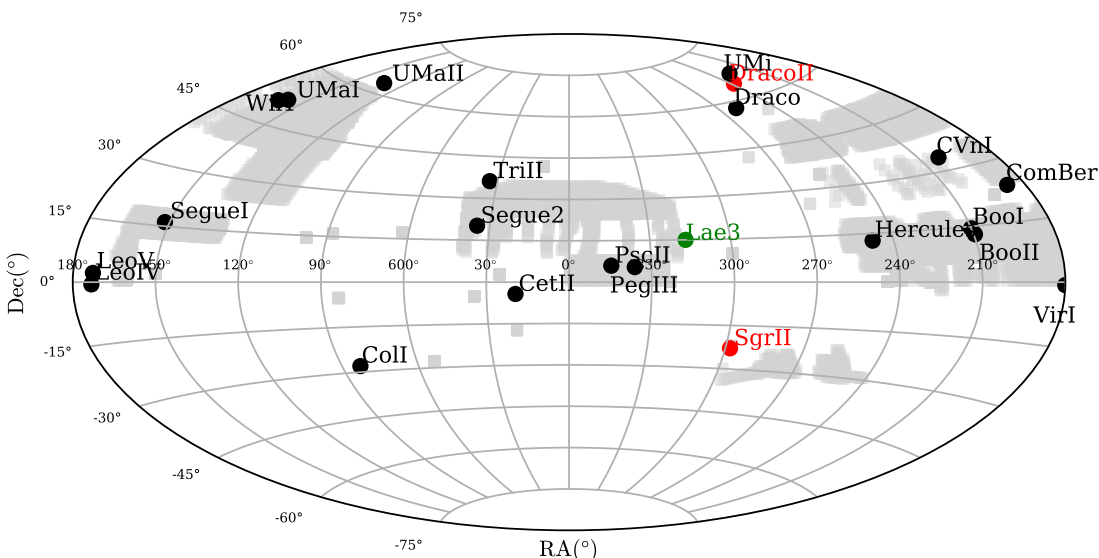 75°
60°
UMi
UMaII
DracoII
45°
UMaI
Wil1
Draco
30°
CVnI
TriII
ComBer
15°
SegueI
Segue2
BooI
Lae3
Hercules
PscII
BooII
LeoV
LeoIV
180° 150° 120° 90° 600° 30° 0° 330° 300° 270° 240° 210°
0°
CetII
PegIII
Dec(°)
VirI
SgrII
-15°
ColI
-30°
-45°
-60°
-75°
RA(°)